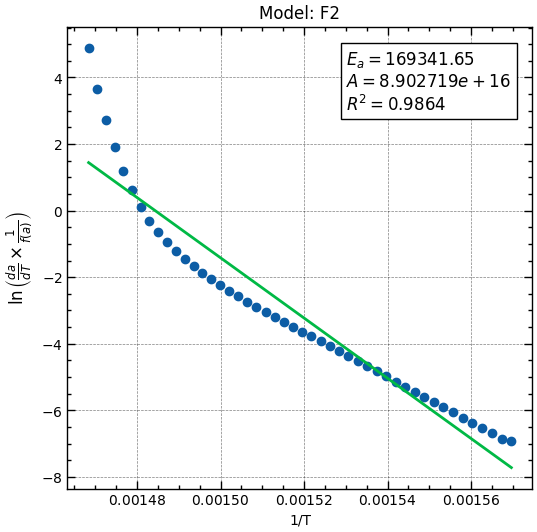 Model: F2
E_a = 169341.65
A = 8.902719e + 16
R^2 = 0.9864
ln (da/dT × 1/f(a))
4
2
0
−2
−4
−6
−8
0.00148 0.00150 0.00152 0.00154 0.00156
1/T